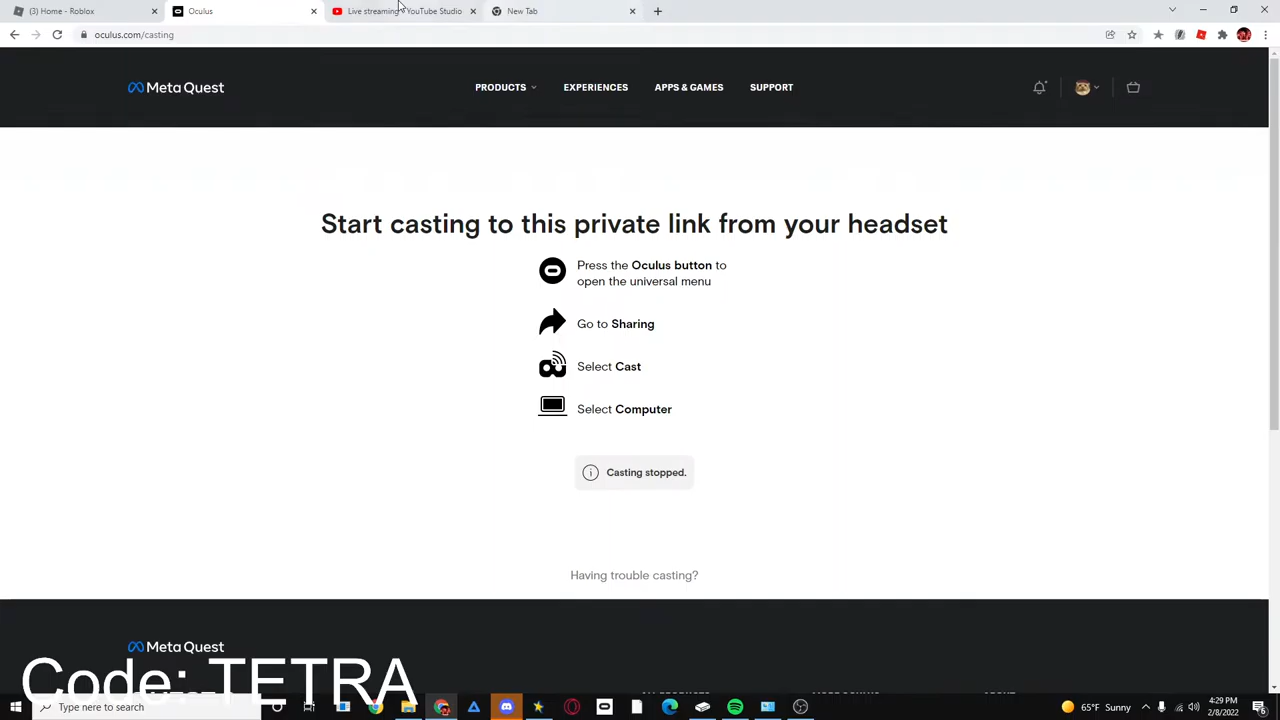 (3) Home - Roblox
Oculus
Live streaming - YouTube Studio
New Tab
oculus.com/casting
Meta Quest
PRODUCTS
EXPERIENCES
APPS & GAMES
SUPPORT
Start casting to this private link from your headset
Press the Oculus button to
open the universal menu
Go to Sharing
Select Cast
Select Computer
Casting stopped.
Having trouble casting?
Meta Quest
Code: TETRA
Type here to search
65°F Sunny
4:29 PM
2/8/2022
6